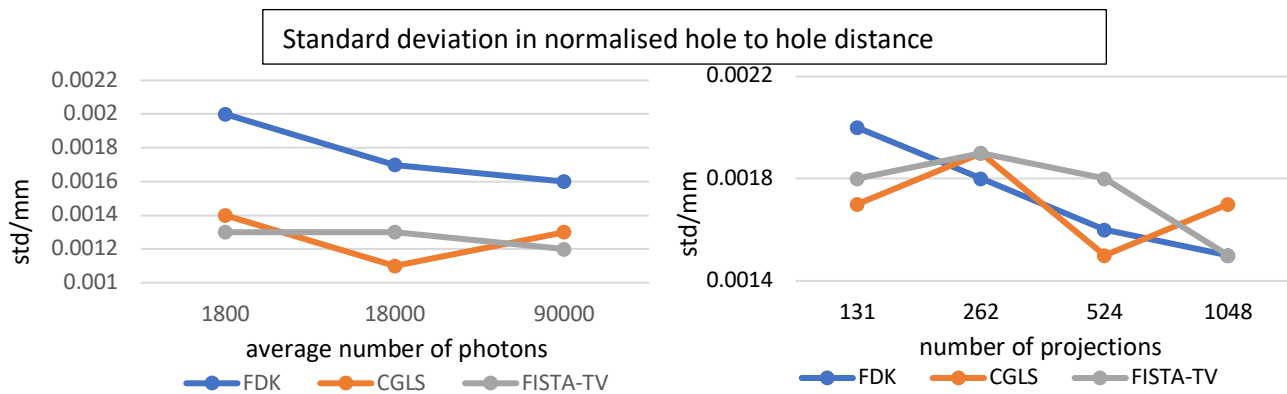 Standard deviation in normalised hole to hole distance
std/mm
0.0022
0.002
0.0018
0.0016
0.0014
0.0012
0.001
1800 18000 90000
average number of photons
FDK CGLS FISTA-TV
std/mm
0.0022
0.0018
0.0014
131 262 524 1048
number of projections
FDK CGLS FISTA-TV